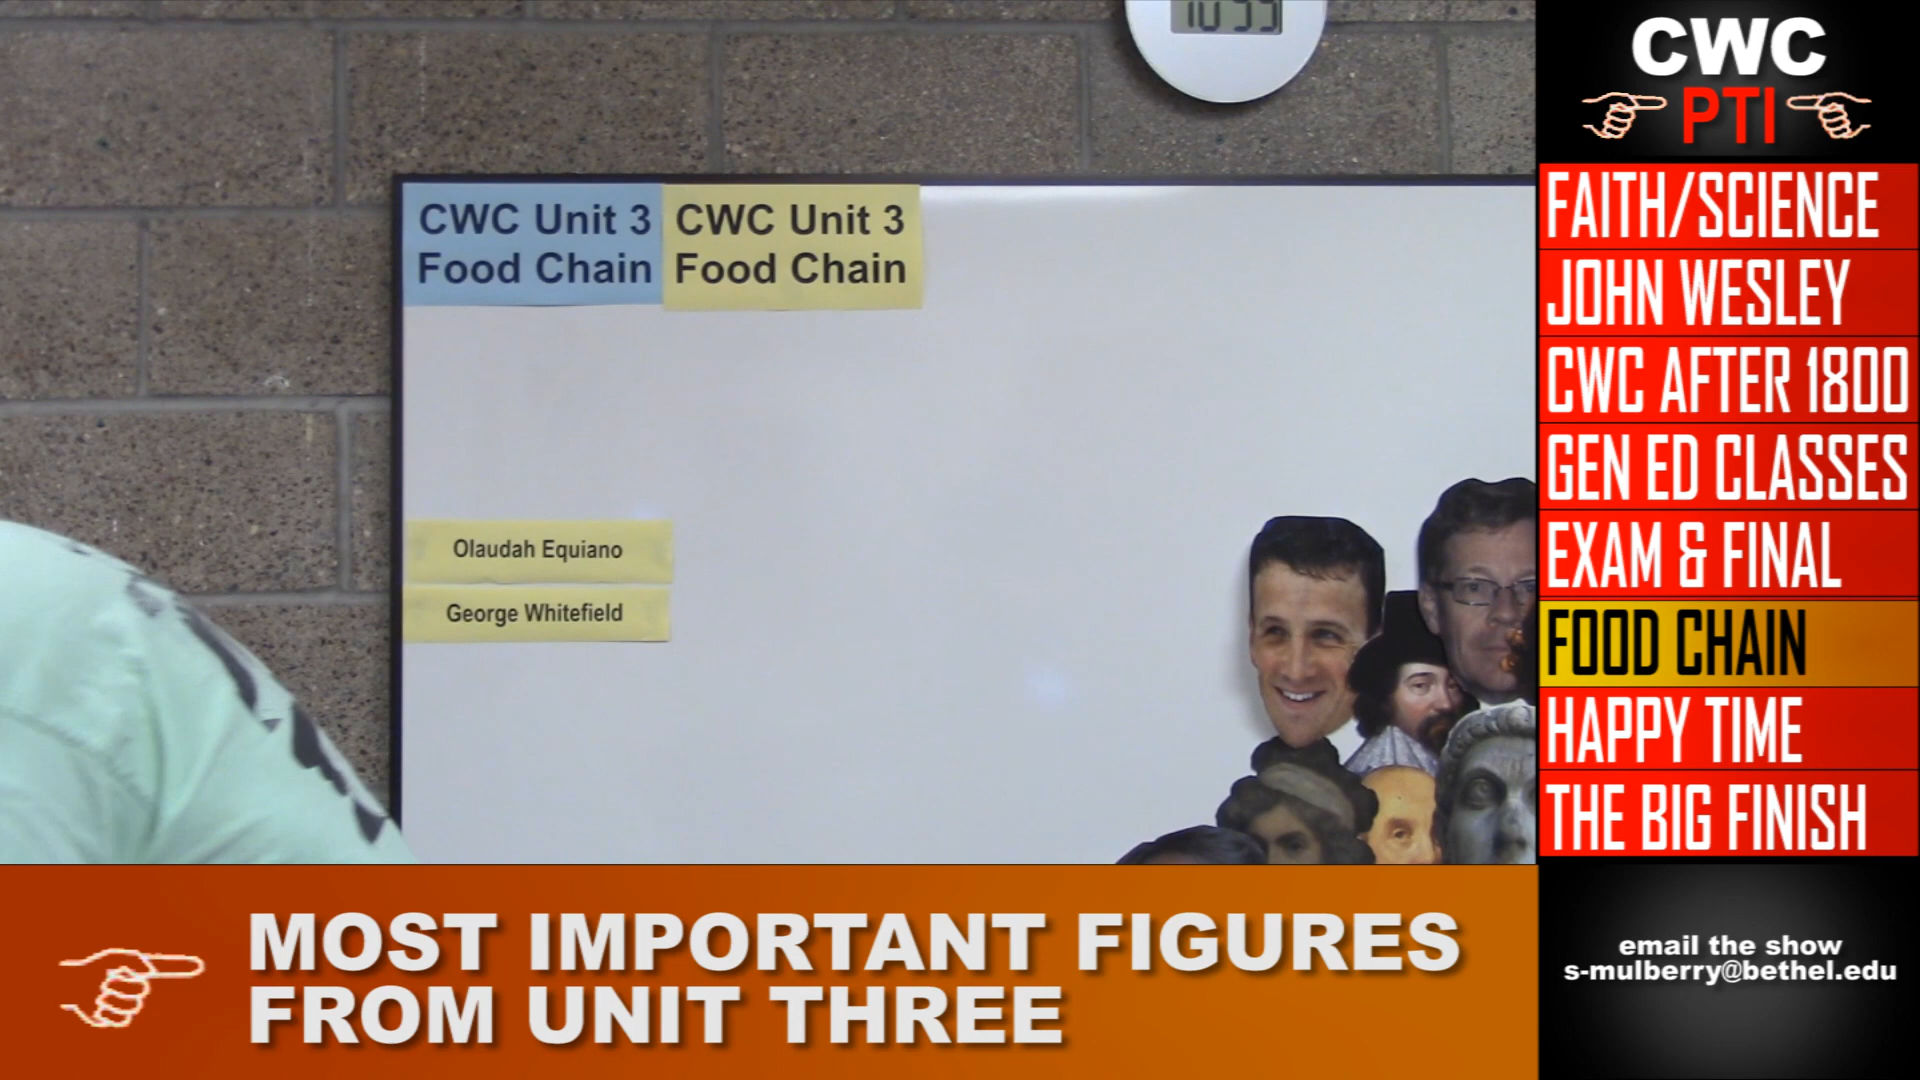 CWC Unit 3
Food Chain
CWC Unit 3
Food Chain
Olaudah Equiano
George Whitefield
CWC
PTI
FAITH/SCIENCE
JOHN WESLEY
CWC AFTER 1800
GEN ED CLASSES
EXAM & FINAL
FOOD CHAIN
HAPPY TIME
THE BIG FINISH
MOST IMPORTANT FIGURES
FROM UNIT THREE
email the show
s-mulberry@bethel.edu